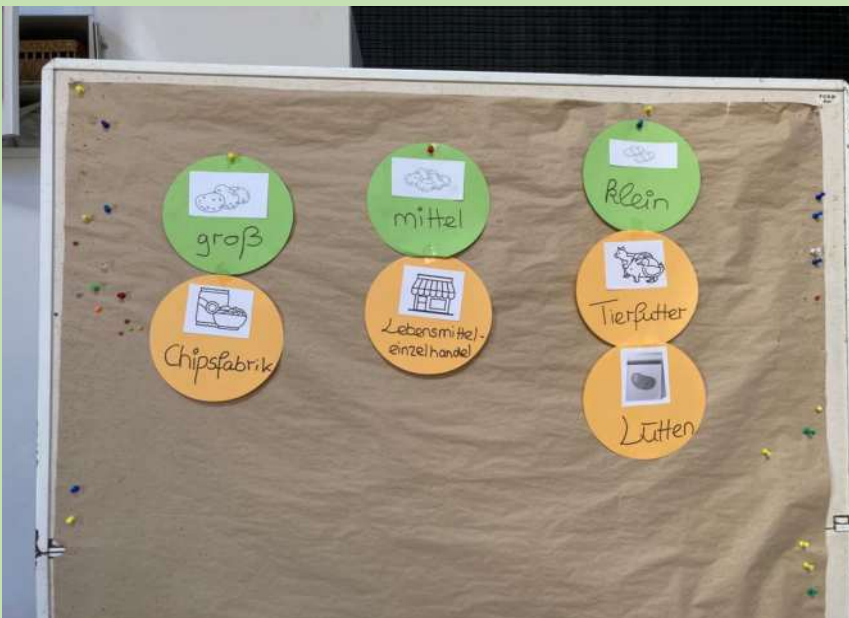 groß
Chipsfabrik
mittel
Lebensmittel-
einzelhandel
klein
Tierfutter
Lütten